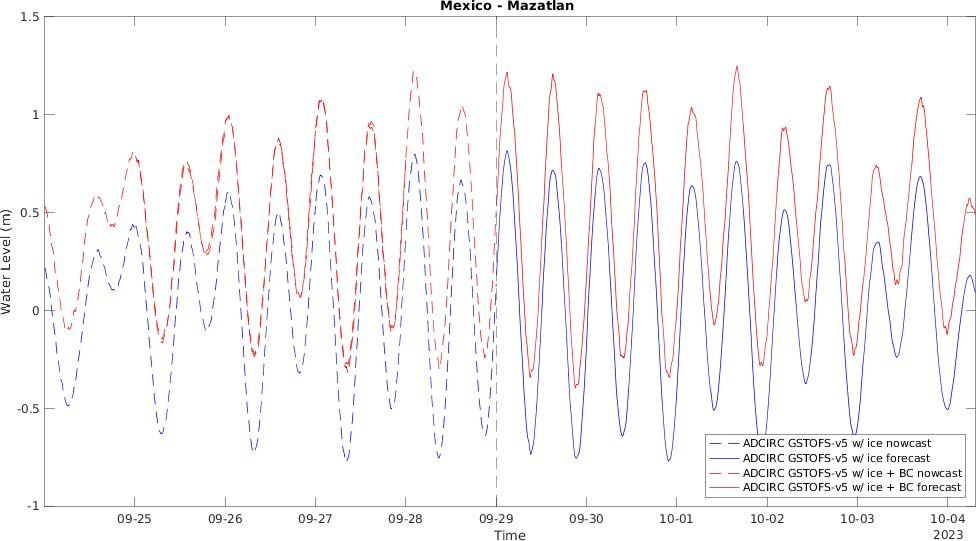 Mexico - Mazatlan
1.5
1
0.5
0
-0.5
-1
Water Level (m)
ADCIRC GSTOFS-v5 w/ ice nowcast
ADCIRC GSTOFS-v5 w/ ice forecast
ADCIRC GSTOFS-v5 w/ ice + BC nowcast
ADCIRC GSTOFS-v5 w/ ice + BC forecast
09-25 09-26 09-27 09-28 09-29 09-30 10-01 10-02 10-03 10-04
Time 2023